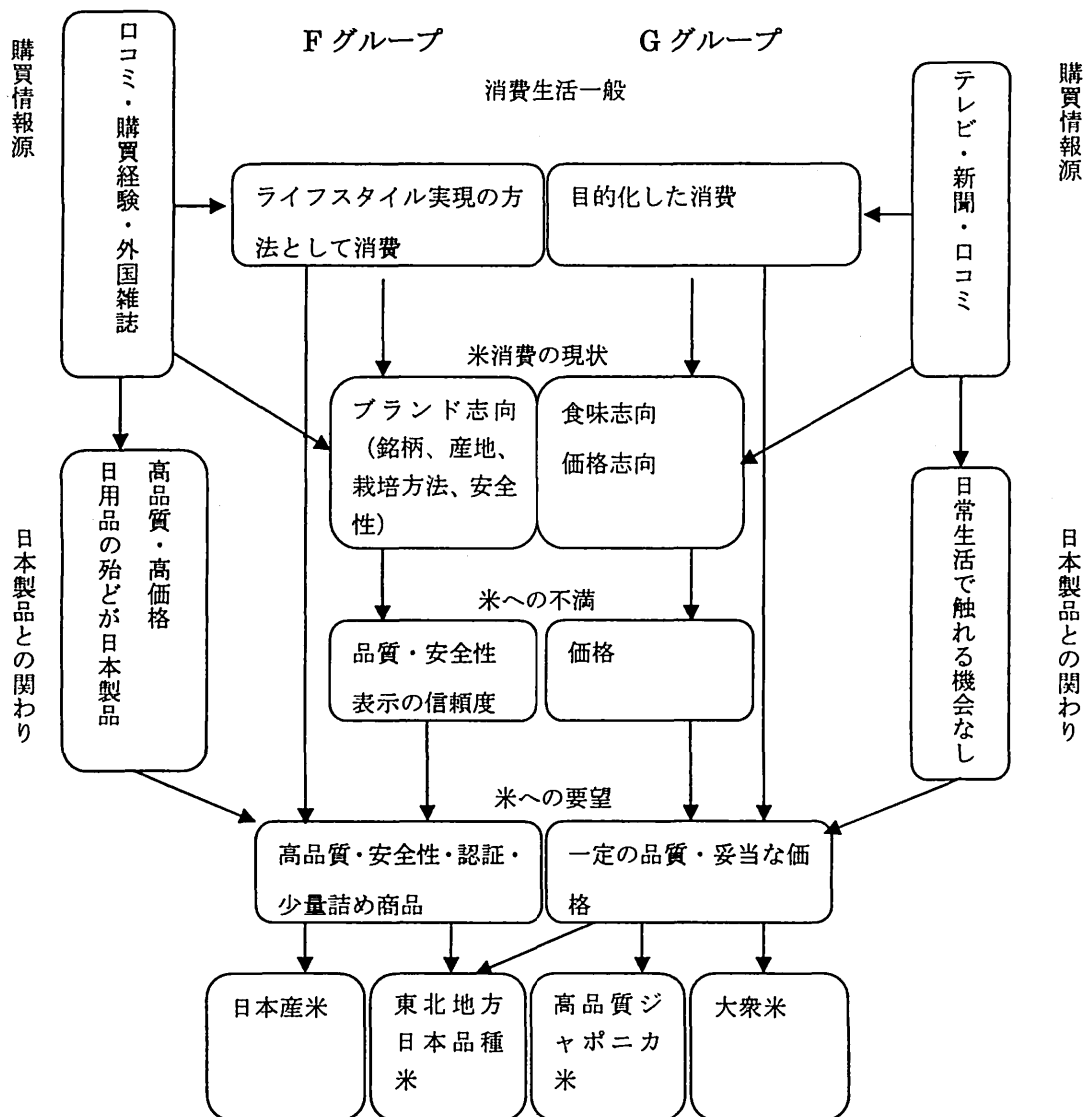 Fグループ
Gグループ
購買情報源
口コミ・購買経験・外国雑誌
消費生活一般
テレビ・新聞・口コミ
購買情報源
ライフスタイル実現の方
法として消費
目的化した消費
米消費の現状
ブランド志向
（銘柄、産地、
栽培方法、安全
性）
食味志向
価格志向
日本製品との関わり
高品質・高価格
日用品の殆どが日本製品
日常生活で触れる機会なし
日本製品との関わり
米への不満
品質・安全性
表示の信頼度
価格
米への要望
高品質・安全性・認証・
少量詰め商品
一定の品質・妥当な価
格
日本産米
東北地方
日本品種
米
高品質ジ
ャポニカ
米
大衆米